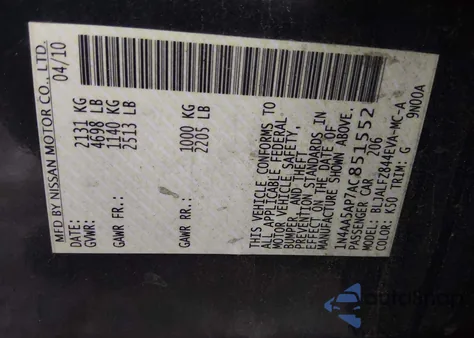 MFD BY NISSAN MOTOR CO., LTD.
04/10
DATE: 2131 KG
GVWR: 4698 LB
1140 KG
GAWR FR.: 2513 LB
1000 KG
GAWR RR.: 2205 LB
THIS VEHICLE CONFORMS TO
ALL APPLICABLE FEDERAL
MOTOR VEHICLE SAFETY,
BUMPER AND THEFT
PREVENTION STANDARDS IN
EFFECT ON THE DATE OF
MANUFACTURE SHOWN ABOVE.
1N4AA5AP7AC851552
PASSENGER CAR 206
MODEL: BLJALF2844EVA-MC-A
COLOR: K50 TRIM: G 9N00A
autoBnap